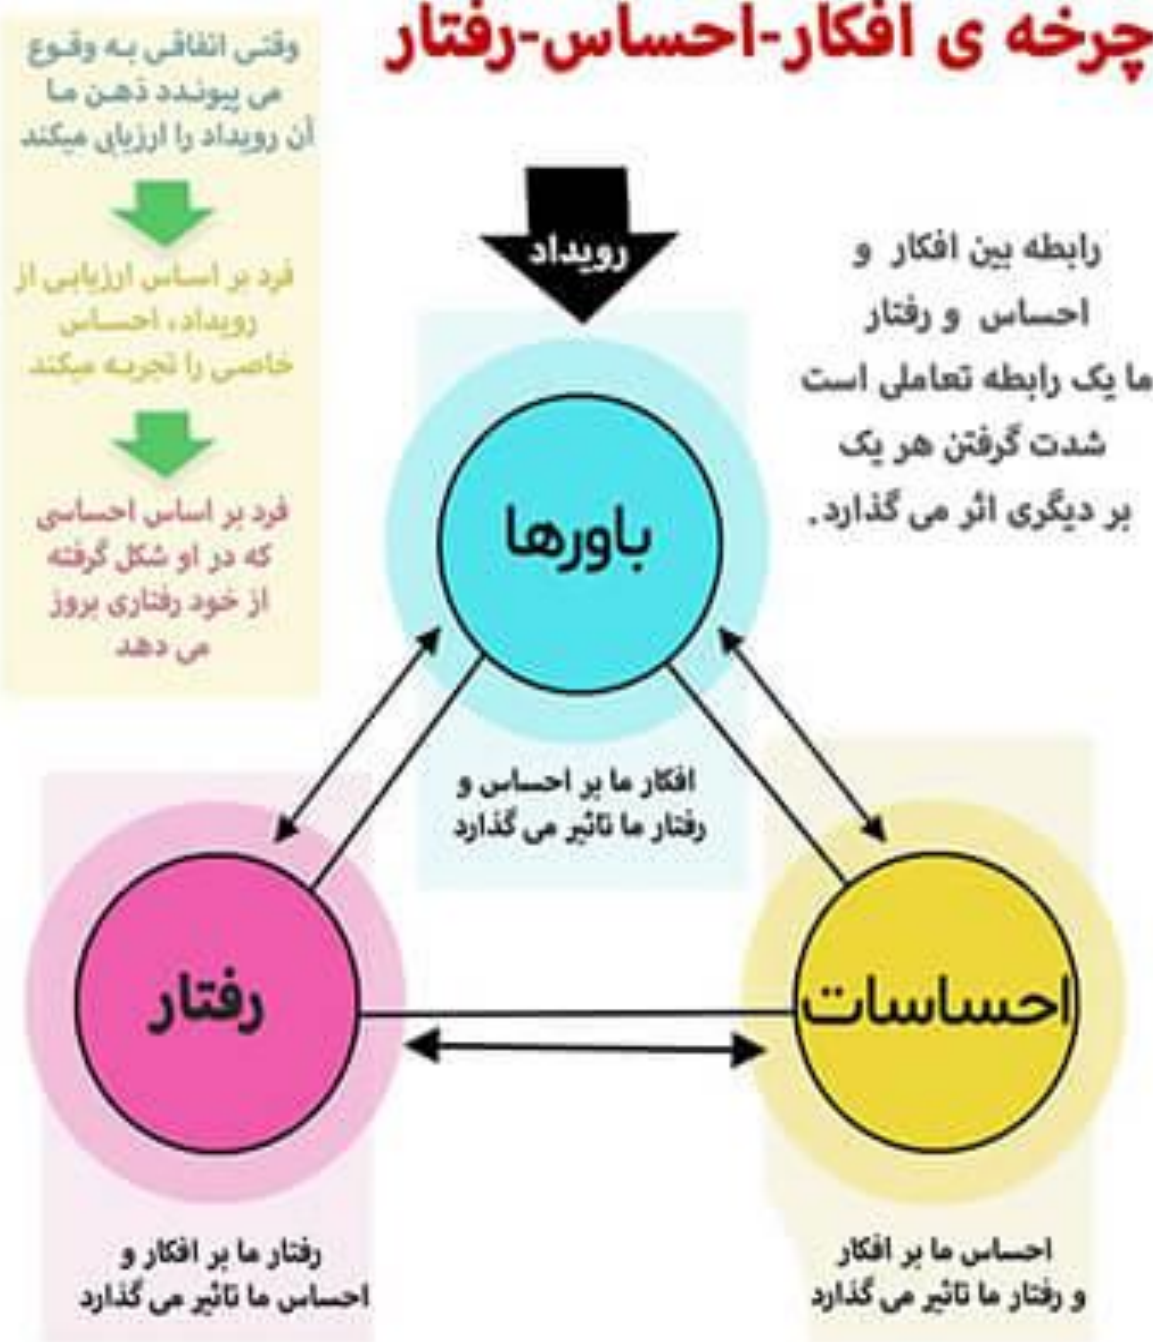 چرخه ی افکار-احساس-رفتار
وقتی اتفاقی به وقوع
می پیوندد ذهن ما
آن رویداد را ارزیابی میکند
فرد بر اساس ارزیابی از
رویداد، احساس
خاصی را تجربه میکند
فرد بر اساس احساسی
که در او شکل گرفته
از خود رفتاری بروز
می دهد
رویداد
رابطه بین افکار و
احساس و رفتار
ما یک رابطه تعاملی است
شدت گرفتن هر یک
بر دیگری اثر می گذارد.
باورها
افکار ما بر احساس و
رفتار ما تاثیر می گذارد
احساسات
احساس ما بر افکار
و رفتار ما تاثیر می گذارد
رفتار
رفتار ما بر افکار و
احساس ما تاثیر می گذارد